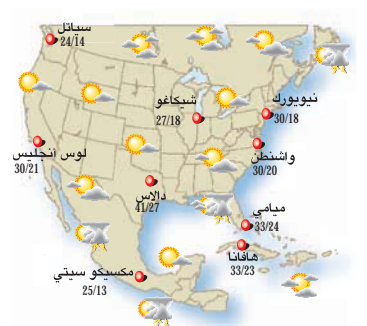 سياتل
24/14
شيكاغو
27/18
نيويورك
30/18
لوس إنجليس
30/21
واشنطن
30/20
دالاس
41/27
ميامي
33/24
هافانا
33/23
مكسيكو سيتي
25/13